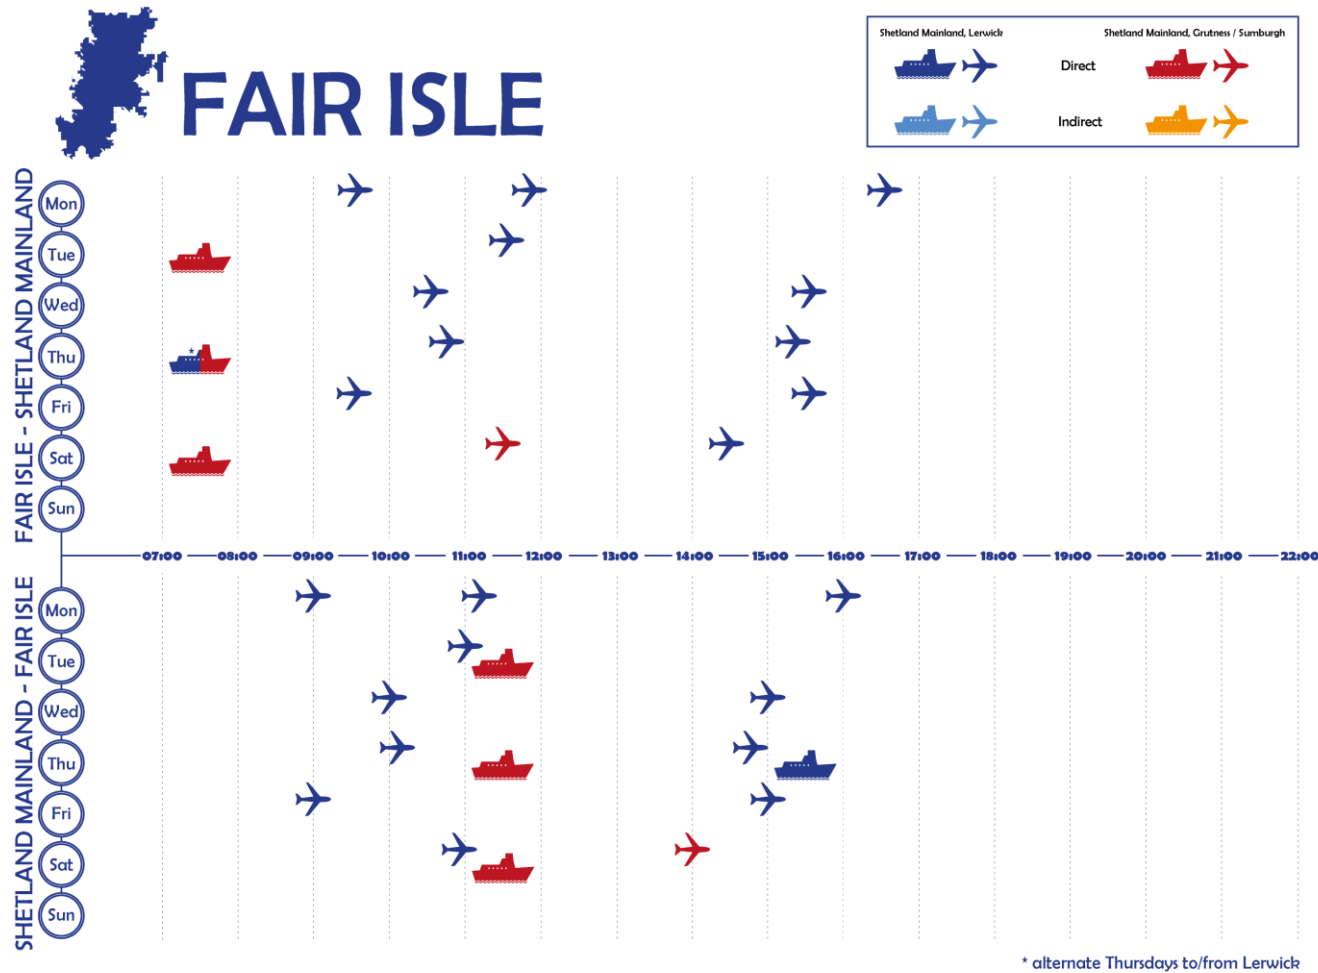 FAIR ISLE
Shetland Mainland, Lerwick
Shetland Mainland, Grutness / Sumburgh
Direct
Indirect
FAIR ISLE - SHETLAND MAINLAND
Mon
Tue
Wed
*
Thu
Fri
Sat
Sun
07:00 08:00 09:00 10:00 11:00 12:00 13:00 14:00 15:00 16:00 17:00 18:00 19:00 20:00 21:00 22:00
SHETLAND MAINLAND - FAIR ISLE
Mon
Tue
Wed
Thu
Fri
Sat
Sun
* alternate Thursdays to/from Lerwick